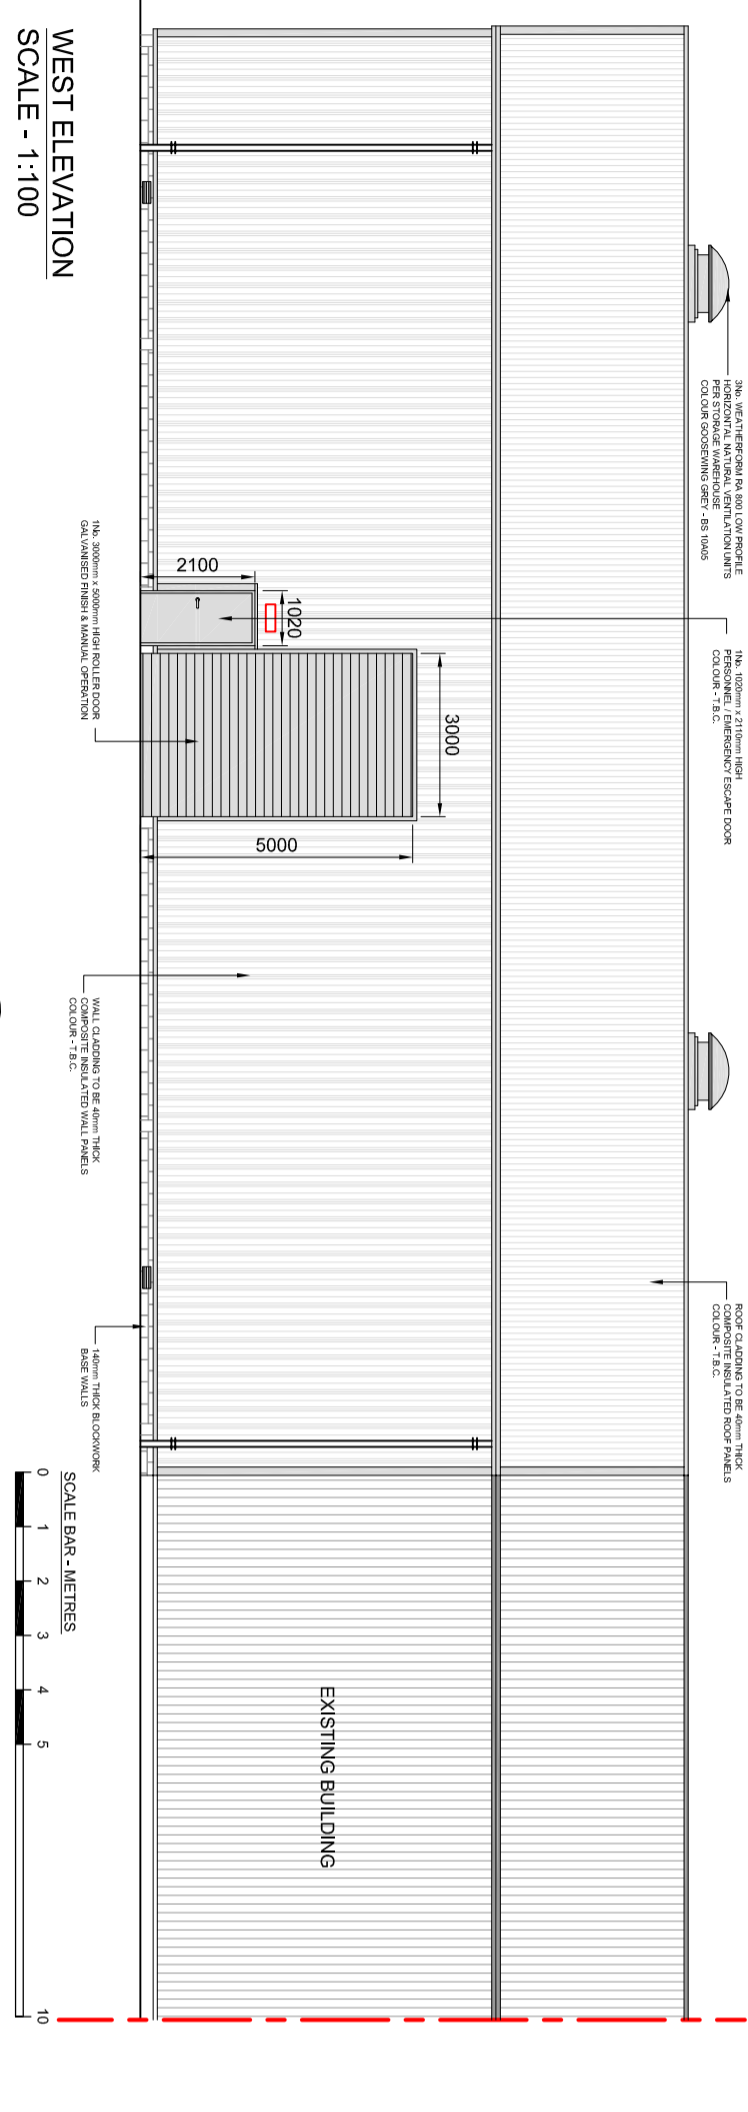 3No. WEATHERFORM RA 800 LOW PROFILE
HORIZONTAL NATURAL VENTILATION UNITS
PER STORAGE WAREHOUSE
COLOUR GOOSEWING GREY - BS 10A05
1No. 1020mm x 2110mm HIGH
PERSONNEL / EMERGENCY ESCAPE DOOR
COLOUR - T.B.C.
ROOF CLADDING TO BE 40mm THICK
COMPOSITE INSULATED ROOF PANELS
COLOUR - T.B.C.
3000
1020
5000
2100
EXISTING BUILDING
1No. 3000mm x 5000mm HIGH ROLLER DOOR
GALVANISED FINISH & MANUAL OPERATION
WALL CLADDING TO BE 40mm THICK
COMPOSITE INSULATED WALL PANELS
COLOUR - T.B.C.
140mm THICK BLOCKWORK
BASE WALLS
WEST ELEVATION
SCALE - 1:100
SCALE BAR - METRES
0 1 2 3 4 5 10